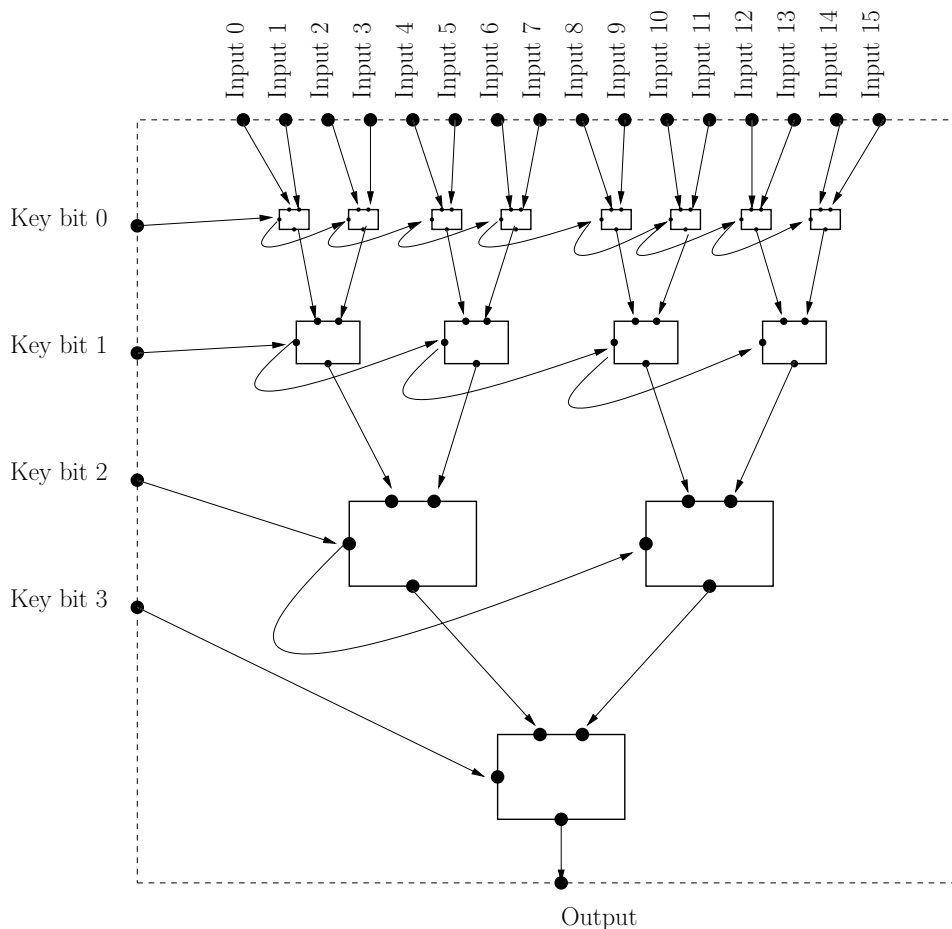 Input 0
Input 1
Input 2
Input 3
Input 4
Input 5
Input 6
Input 7
Input 8
Input 9
Input 10
Input 11
Input 12
Input 13
Input 14
Input 15
Key bit 0
Key bit 1
Key bit 2
Key bit 3
Output